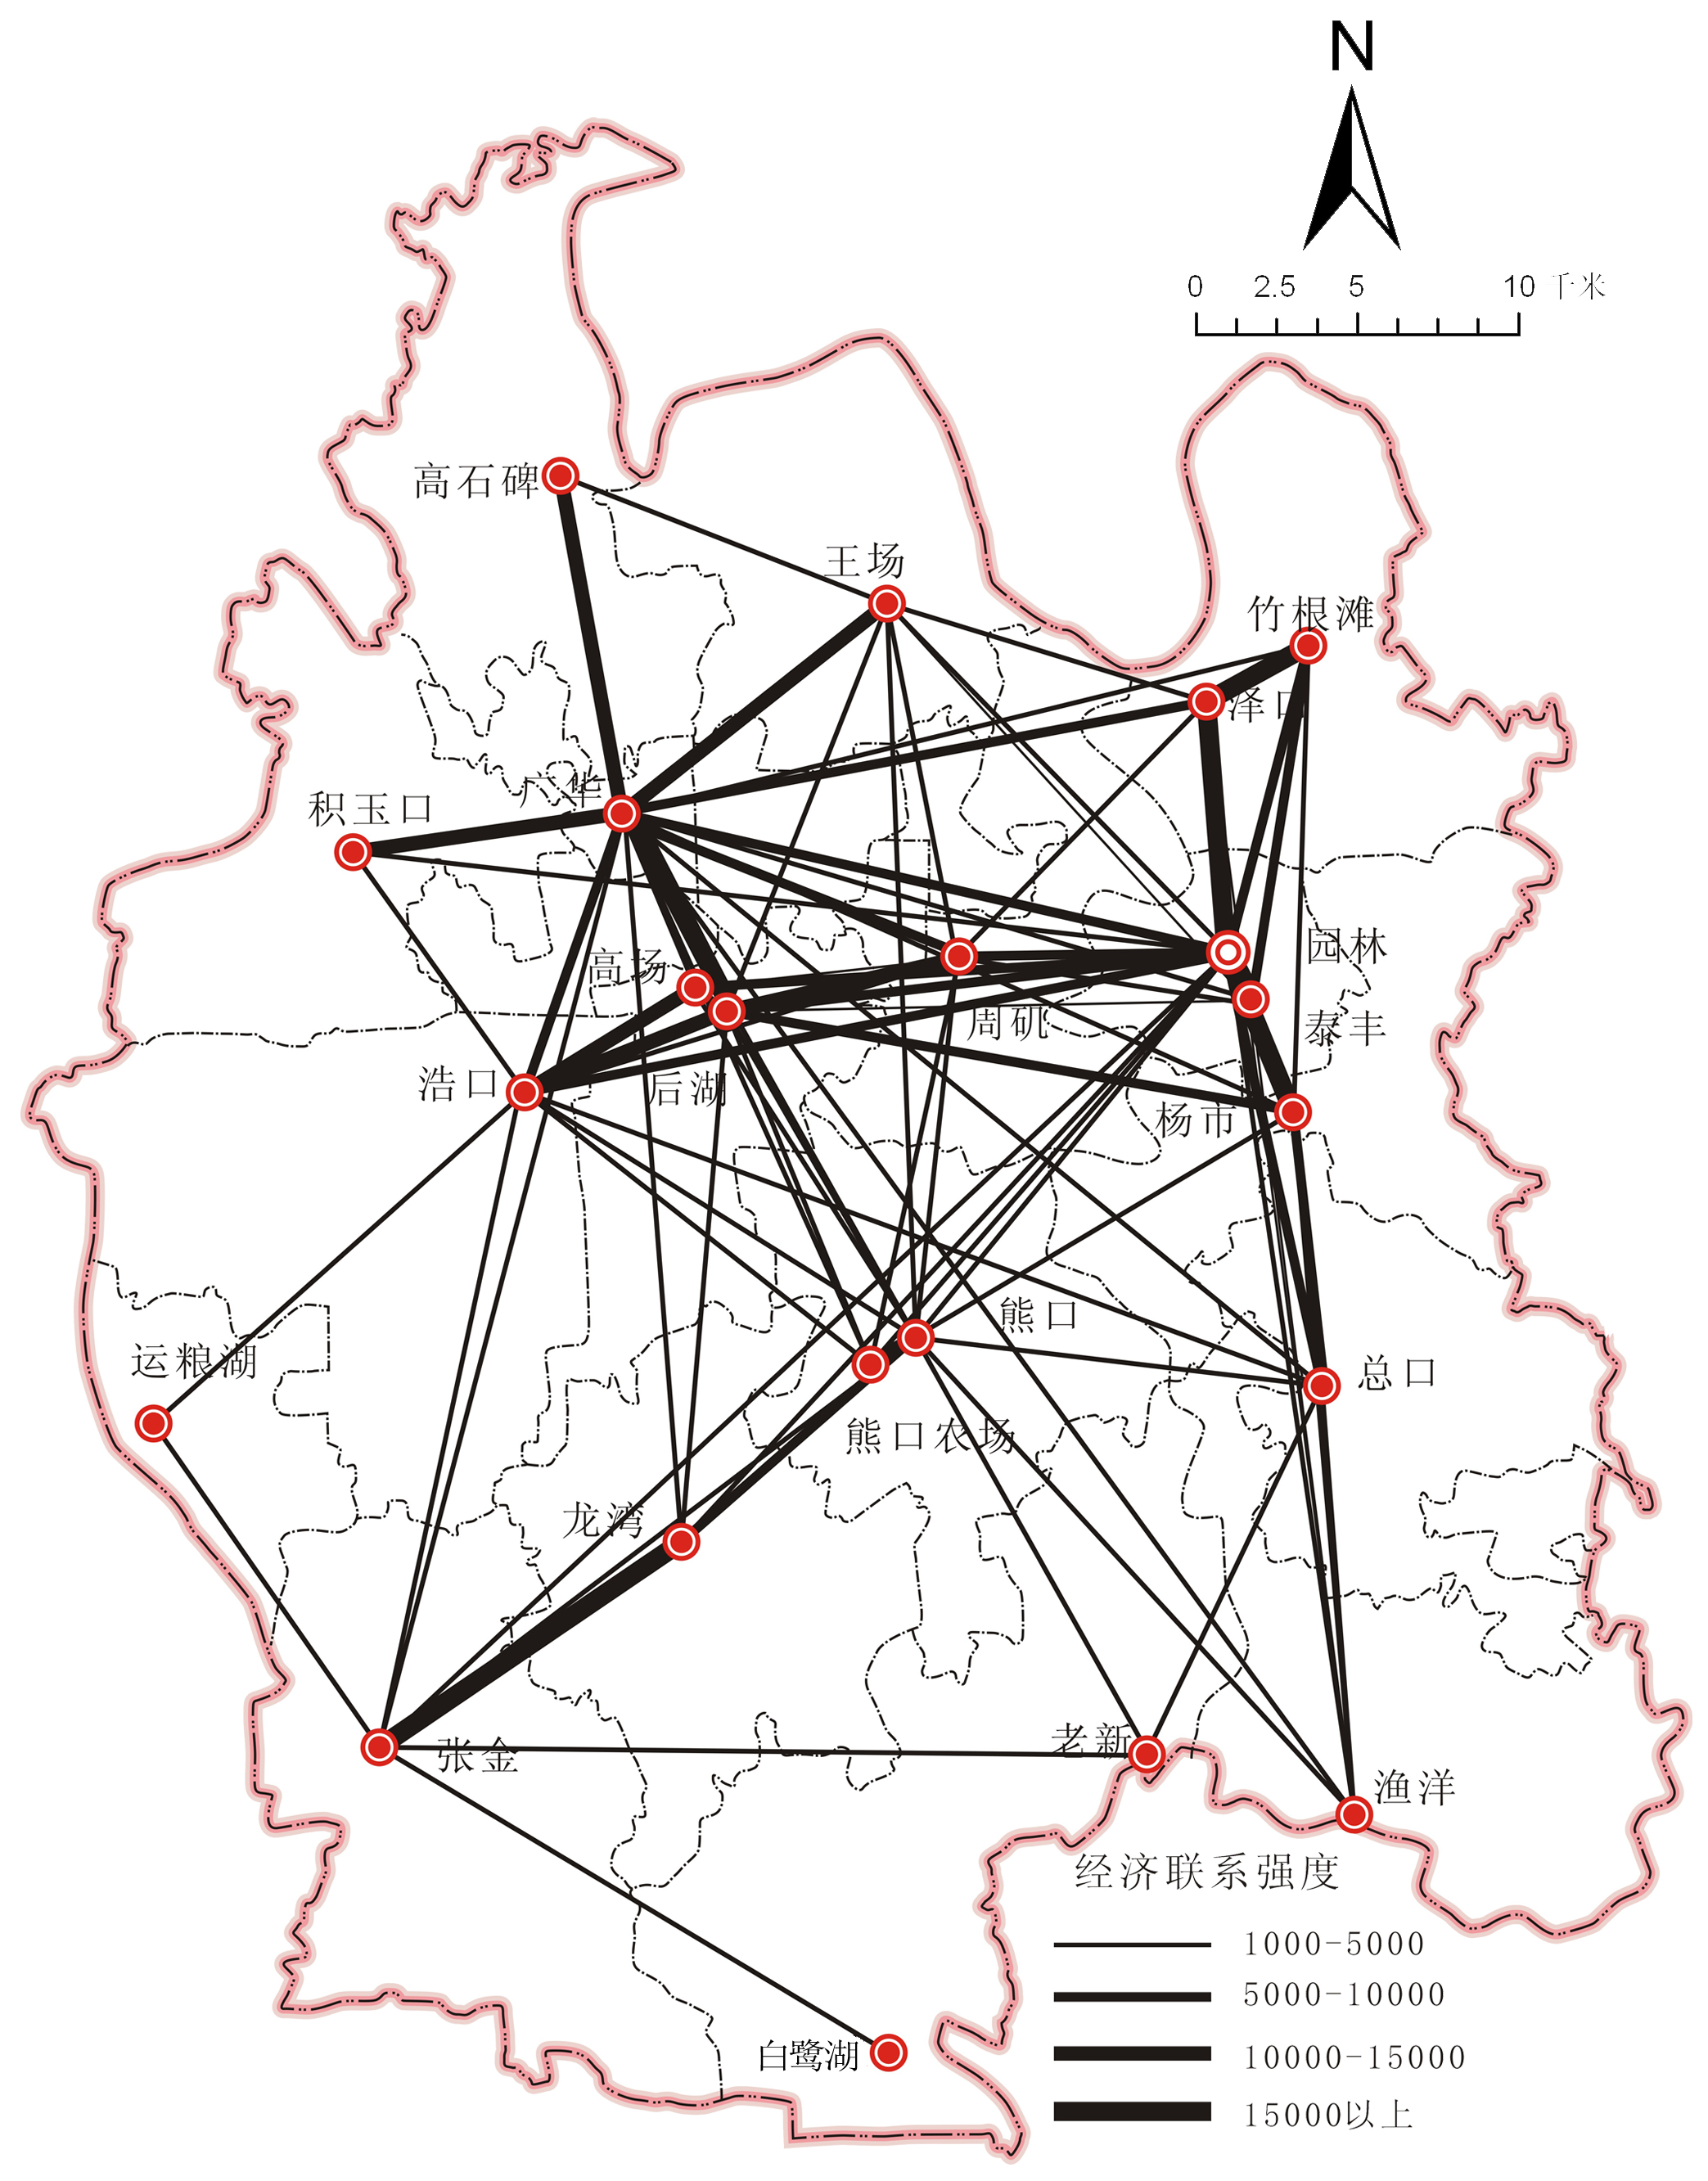 N
0 2.5 5 10 千米
高石碑
王场
竹根滩
泽口
广华
积玉口
高场
园林
周矶
泰丰
浩口
后湖
杨市
熊口
运粮湖
总口
熊口农场
龙湾
张金
老新
渔洋
白鹭湖
经济联系强度
1000-5000
5000-10000
10000-15000
15000以上